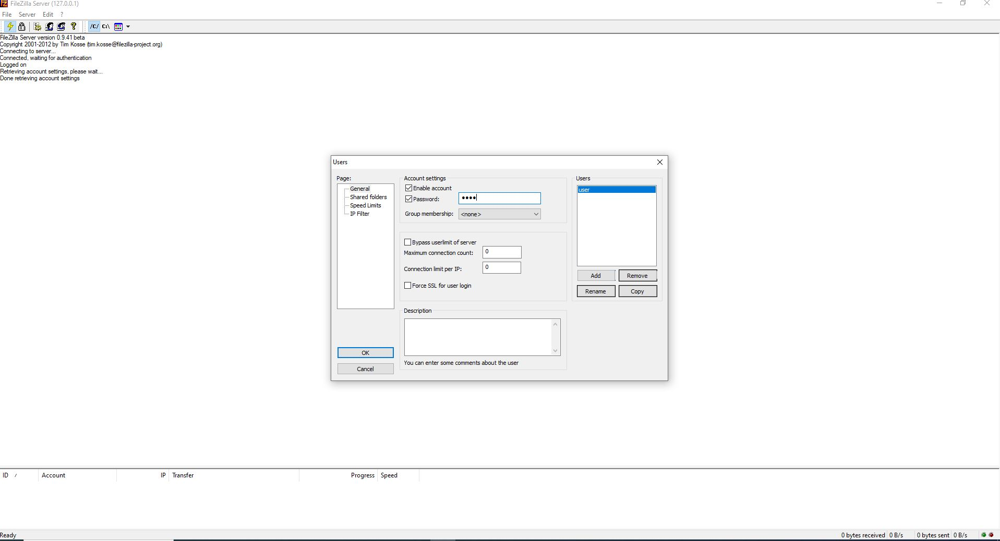 FileZilla Server (127.0.0.1)
File Server Edit ?
/C/ C:\
FileZilla Server version 0.9.41 beta
Copyright 2001-2012 by Tim Kosse (tim.kosse@filezilla-project.org)
Connecting to server...
Connected, waiting for authentication
Logged on
Retrieving account settings, please wait...
Done retrieving account settings
Users
Page:
General
Shared folders
Speed Limits
IP Filter
OK
Cancel
Account settings
Enable account
Password: ••••
Group membership: <none>
Bypass userlimit of server
Maximum connection count: 0
Connection limit per IP: 0
Force SSL for user login
Description
You can enter some comments about the user
Users
user
Add Remove
Rename Copy
ID / Account IP Transfer Progress Speed
Ready 0 bytes received 0 B/s 0 bytes sent 0 B/s